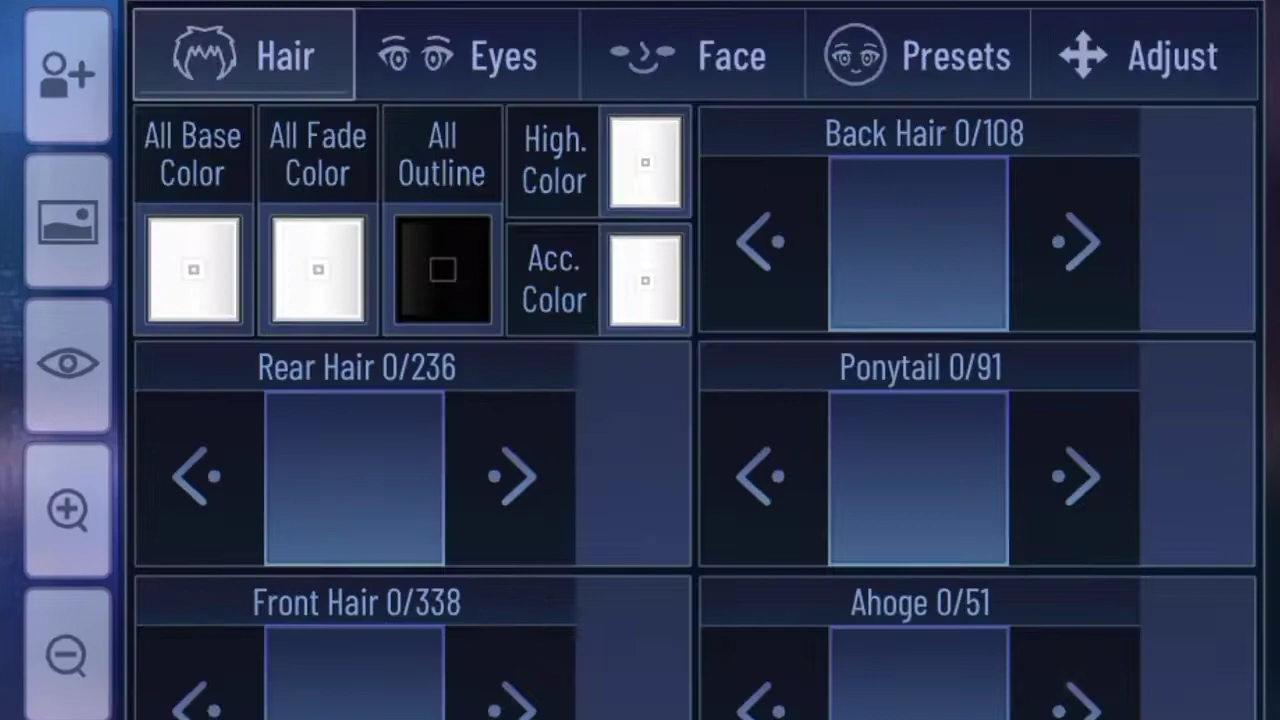 Hair
Eyes
Face
Presets
Adjust
All Base
Color
All Fade
Color
All
Outline
High.
Color
Acc.
Color
Back Hair 0/108
Rear Hair 0/236
Ponytail 0/91
Front Hair 0/338
Ahoge 0/51